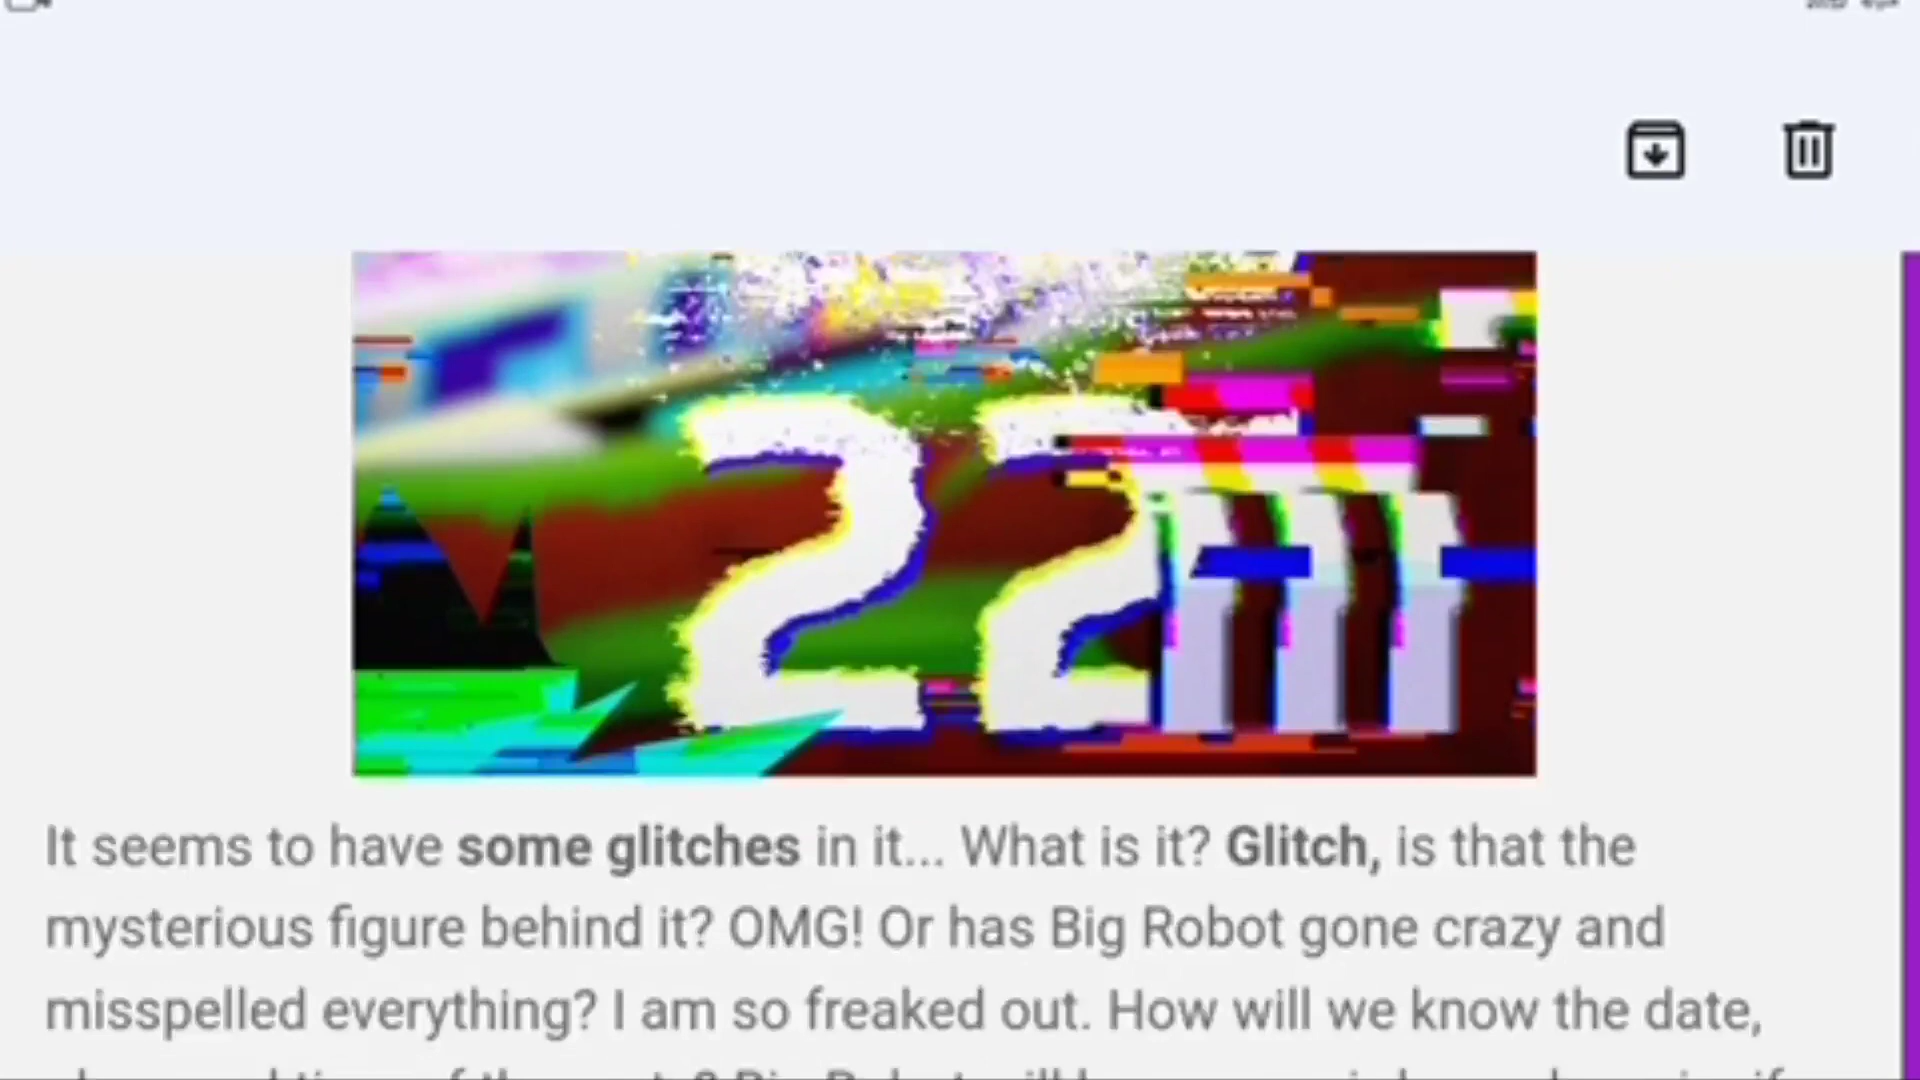 22
It seems to have some glitches in it... What is it? Glitch, is that the
mysterious figure behind it? OMG! Or has Big Robot gone crazy and
misspelled everything? I am so freaked out. How will we know the date,